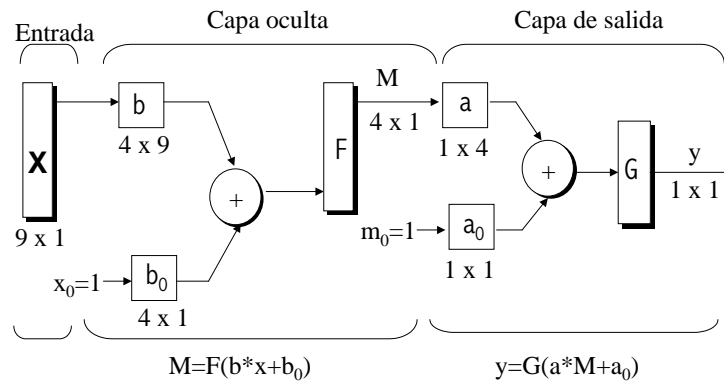 Entrada
Capa oculta
Capa de salida
X
9 x 1
b
4 x 9
+
x₀=1
b₀
4 x 1
F
M
4 x 1
a
1 x 4
+
m₀=1
a₀
1 x 1
G
y
1 x 1
M=F(b*x+b₀)
y=G(a*M+a₀)